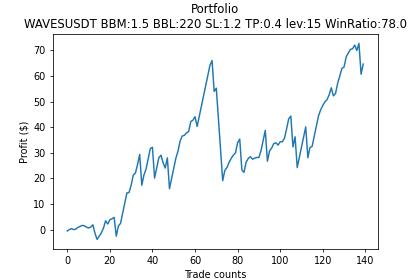 Portfolio
WAVESUSDT BBM:1.5 BBL:220 SL:1.2 TP:0.4 lev:15 WinRatio:78.0
70
60
50
40
30
20
10
0
Profit ($)
0 20 40 60 80 100 120 140
Trade counts